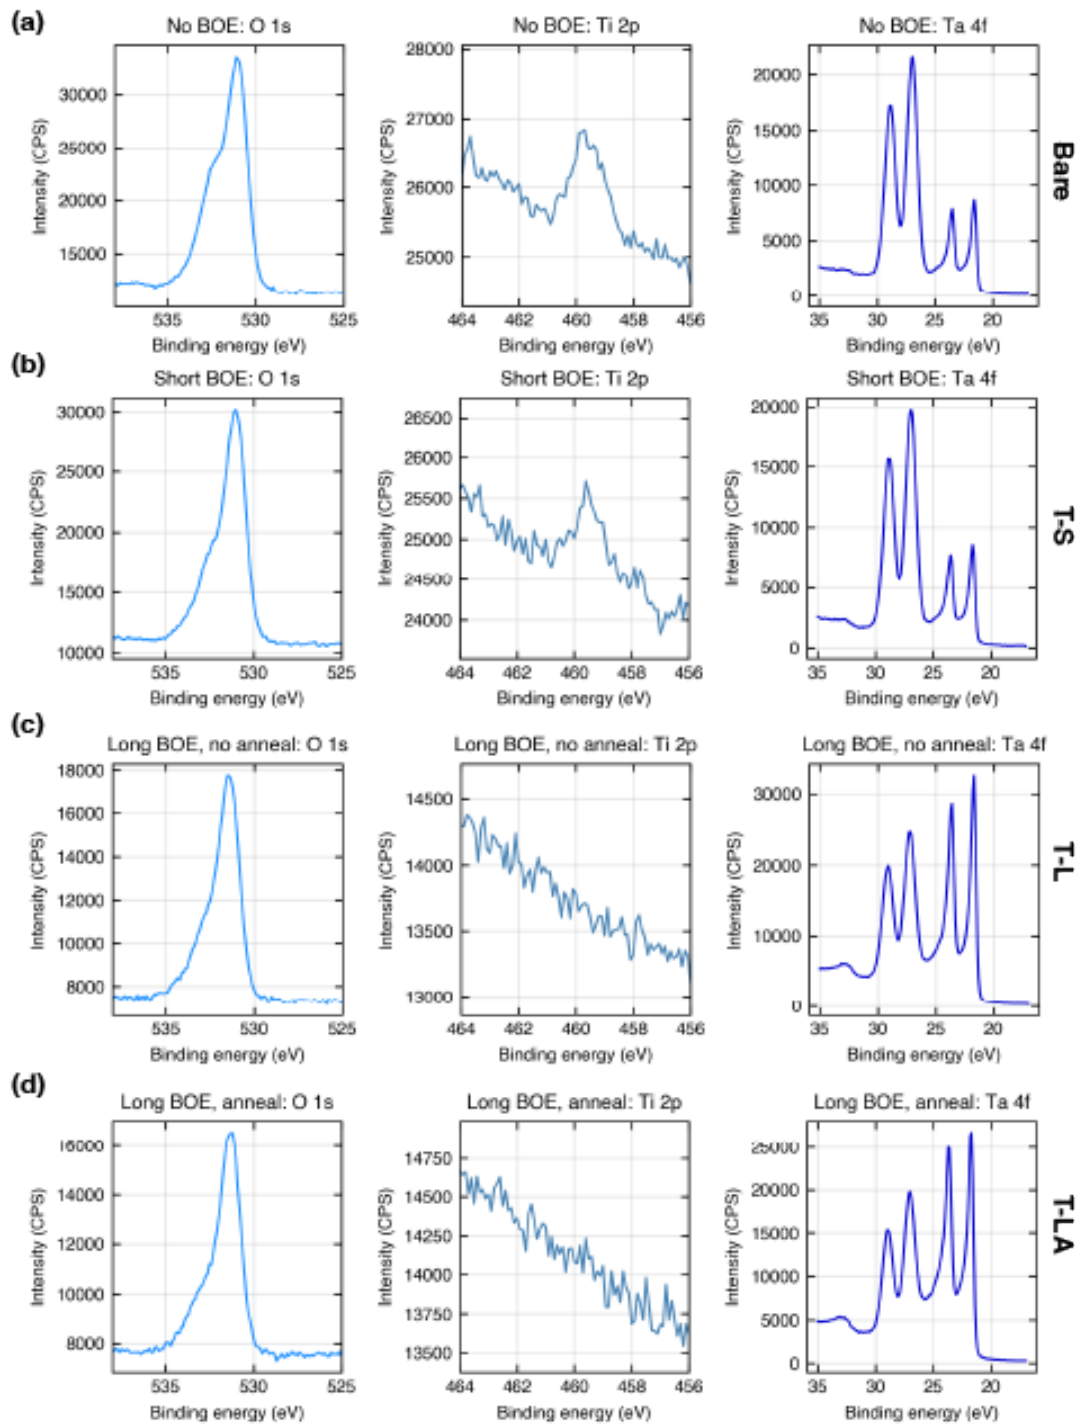 (a)
No BOE: O 1s
No BOE: Ti 2p
No BOE: Ta 4f
Intensity (CPS)
30000
25000
20000
15000
535
530
525
Binding energy (eV)
Intensity (CPS)
28000
27000
26000
25000
464
462
460
458
456
Binding energy (eV)
Intensity (CPS)
20000
15000
10000
5000
0
35
30
25
20
Binding energy (eV)
Bare
(b)
Short BOE: O 1s
Short BOE: Ti 2p
Short BOE: Ta 4f
Intensity (CPS)
30000
25000
20000
15000
10000
535
530
525
Binding energy (eV)
Intensity (CPS)
26500
26000
25500
25000
24500
24000
464
462
460
458
456
Binding energy (eV)
Intensity (CPS)
20000
15000
10000
5000
0
35
30
25
20
Binding energy (eV)
T-S
(c)
Long BOE, no anneal: O 1s
Long BOE, no anneal: Ti 2p
Long BOE, no anneal: Ta 4f
Intensity (CPS)
18000
16000
14000
12000
10000
8000
535
530
525
Binding energy (eV)
Intensity (CPS)
14500
14000
13500
13000
464
462
460
458
456
Binding energy (eV)
Intensity (CPS)
30000
20000
10000
0
35
30
25
20
Binding energy (eV)
T-L
(d)
Long BOE, anneal: O 1s
Long BOE, anneal: Ti 2p
Long BOE, anneal: Ta 4f
Intensity (CPS)
16000
14000
12000
10000
8000
535
530
525
Binding energy (eV)
Intensity (CPS)
14750
14500
14250
14000
13750
13500
464
462
460
458
456
Binding energy (eV)
Intensity (CPS)
25000
20000
15000
10000
5000
0
35
30
25
20
Binding energy (eV)
T-LA